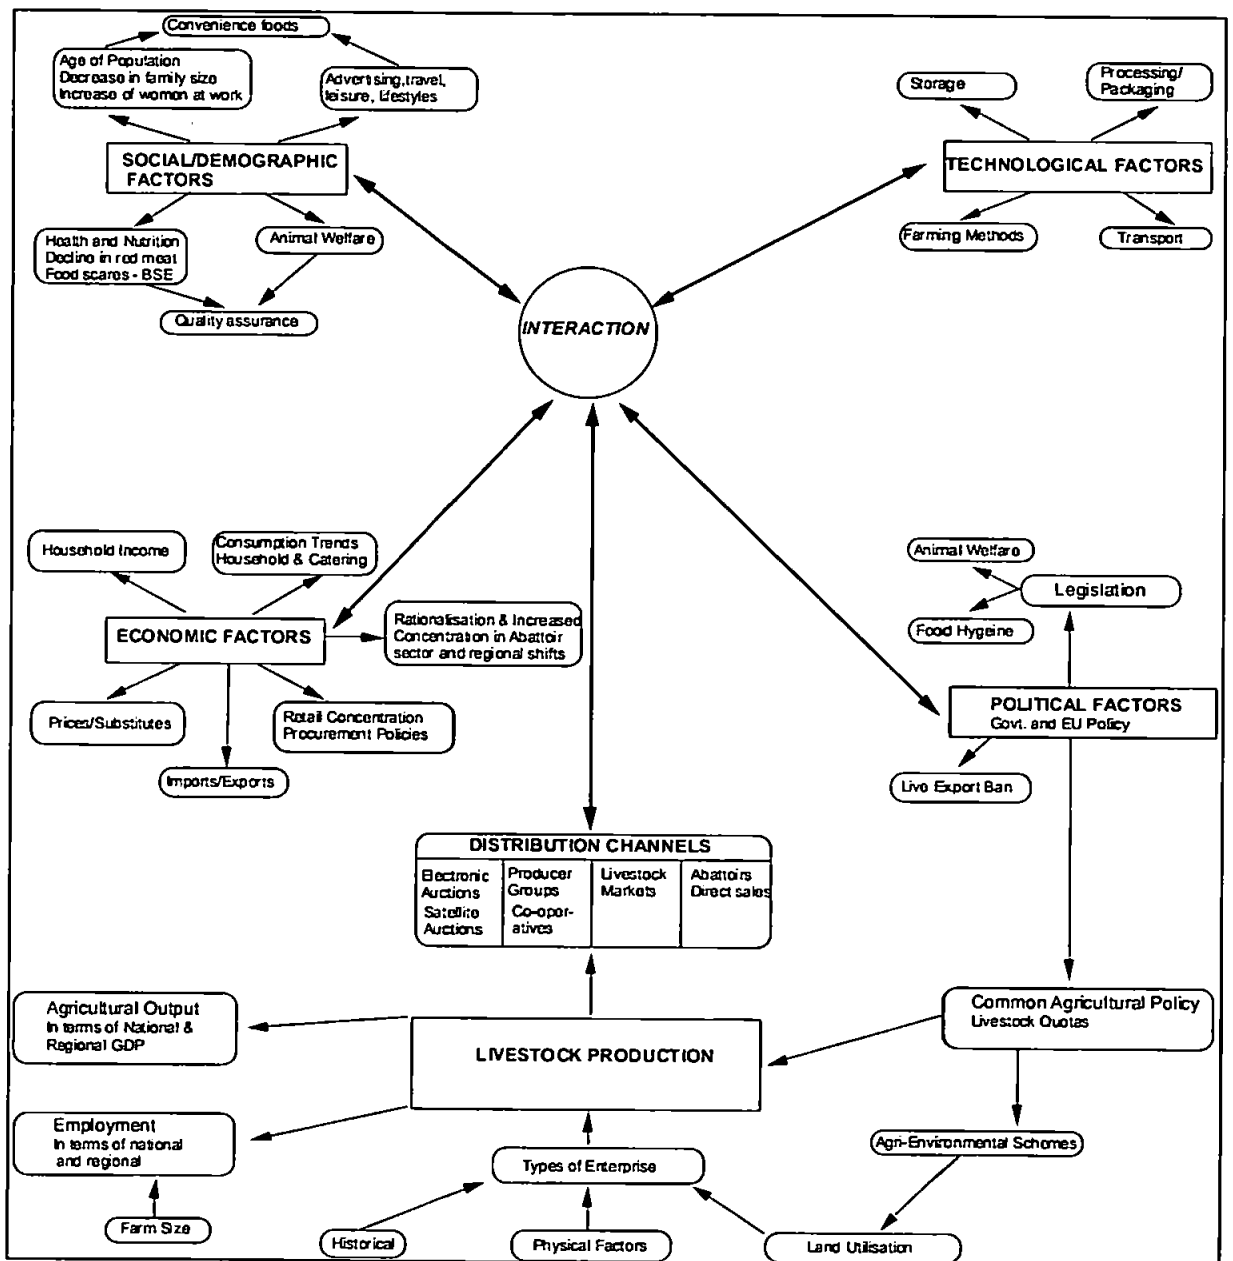 Convenience foods
Age of Population
Decrease in family size
Increase of women at work
Advertising, travel,
leisure, Lifestyles
SOCIAL/DEMOGRAPHIC
FACTORS
Health and Nutrition
Decline in red meat
Food scares - BSE
Animal Welfare
Quality assurance
Storage
Processing/
Packaging
TECHNOLOGICAL FACTORS
Farming Methods
Transport
INTERACTION
Household Income
Consumption Trends
Household & Catering
ECONOMIC FACTORS
Rationalisation & Increased
Concentration in Abattoir
sector and regional shifts
Prices/Substitutes
Retail Concentration
Procurement Policies
Imports/Exports
Animal Welfare
Legislation
Food Hygeine
POLITICAL FACTORS
Govt. and EU Policy
Live Export Ban
DISTRIBUTION CHANNELS
Electronic
Auctions
Satellite
Auctions
Producer
Groups
Co-oper-
atives
Livestock
Markets
Abattoirs
Direct sales
Agricultural Output
In terms of National &
Regional GDP
LIVESTOCK PRODUCTION
Common Agricultural Policy
Livestock Quotas
Employment
In terms of national
and regional
Types of Enterprise
Agri-Environmental Schemes
Farm Size
Historical
Physical Factors
Land Utilisation